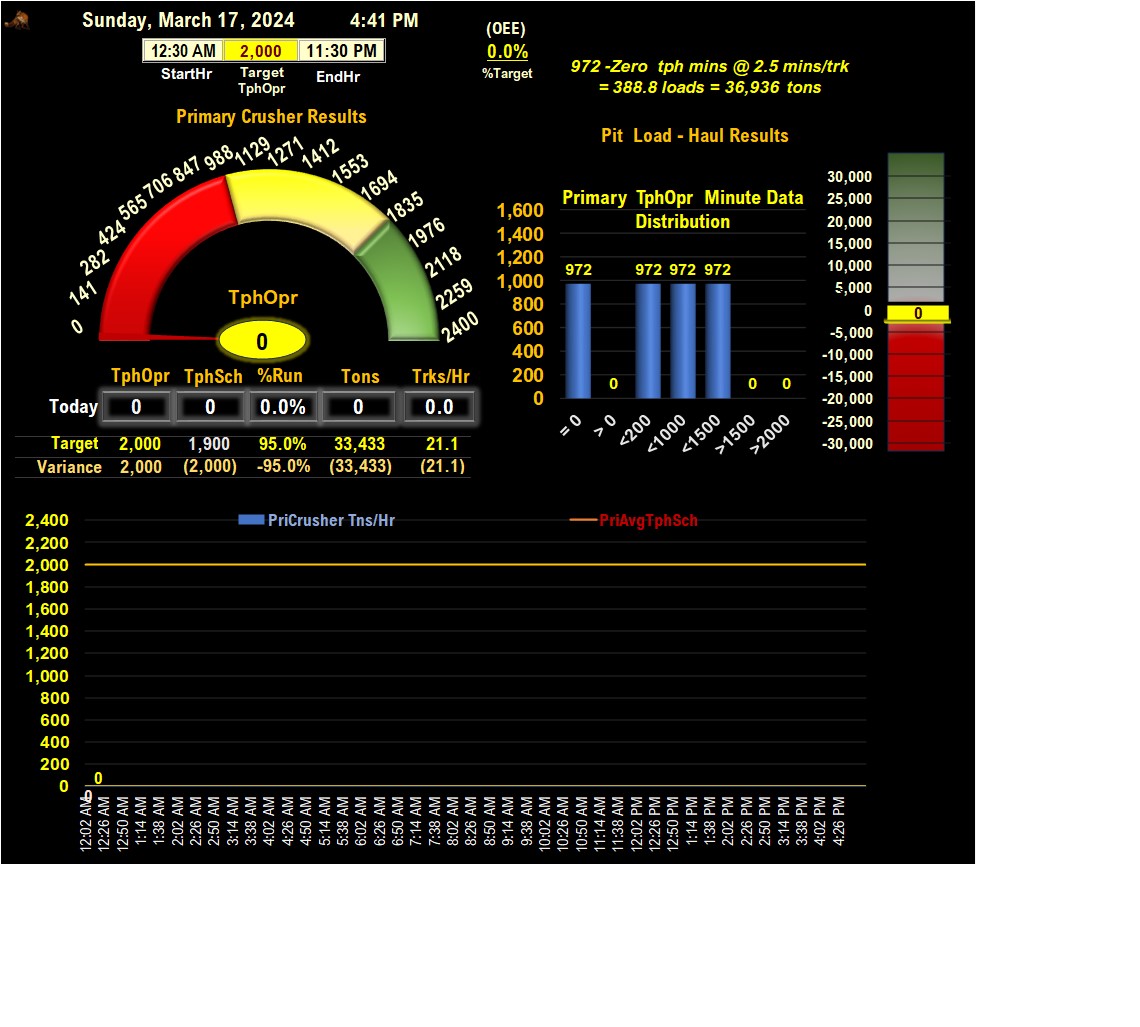 Sunday, March 17, 2024 4:41 PM
(OEE)
12:30 AM 2,000 11:30 PM
0.0%
StartHr Target TphOpr EndHr
%Target
972 -Zero tph mins @ 2.5 mins/trk
= 388.8 loads = 36,936 tons
Primary Crusher Results
0 141 282 424 565 706 847 988 1129 1271 1412 1553 1694 1835 1976 2118 2259 2400
TphOpr
0
TphOpr TphSch %Run Tons Trks/Hr
Today 0 0 0.0% 0 0.0
Target 2,000 1,900 95.0% 33,433 21.1
Variance 2,000 (2,000) -95.0% (33,433) (21.1)
Pit Load - Haul Results
Primary TphOpr Minute Data
Distribution
1,600
1,400
1,200
1,000
800
600
400
200
0
972 0 972 972 972 0 0
= 0 > 0 <200 <1000 <1500 >1500 >2000
30,000
25,000
20,000
15,000
10,000
5,000
0 0
-5,000
-10,000
-15,000
-20,000
-25,000
-30,000
PriCrusher Tns/Hr PriAvgTphSch
2,400
2,200
2,000
1,800
1,600
1,400
1,200
1,000
800
600
400
200
0
0
0
12:02 AM 12:26 AM 12:50 AM 1:14 AM 1:38 AM 2:02 AM 2:26 AM 2:50 AM 3:14 AM 3:38 AM 4:02 AM 4:26 AM 4:50 AM 5:14 AM 5:38 AM 6:02 AM 6:26 AM 6:50 AM 7:14 AM 7:38 AM 8:02 AM 8:26 AM 8:50 AM 9:14 AM 9:38 AM 10:02 AM 10:26 AM 10:50 AM 11:14 AM 11:38 AM 12:02 PM 12:26 PM 12:50 PM 1:14 PM 1:38 PM 2:02 PM 2:26 PM 2:50 PM 3:14 PM 3:38 PM 4:02 PM 4:26 PM